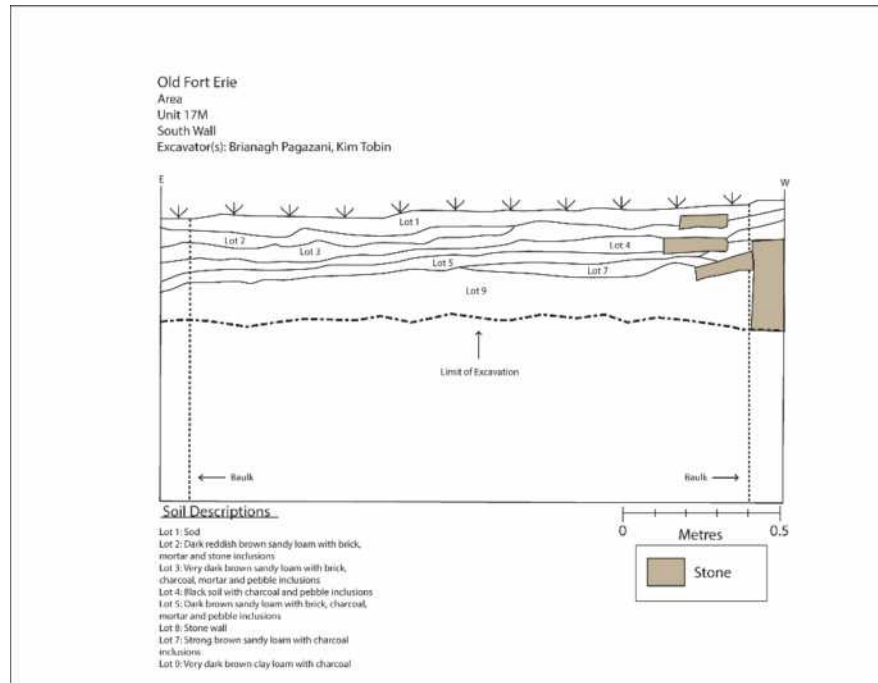 Old Fort Erie
Area
Unit 17M
South Wall
Excavator(s): Brianagh Pagazani, Kim Tobin
E
W
Lot 1
Lot 2
Lot 3
Lot 4
Lot 5
Lot 7
Lot 9
Limit of Excavation
Baulk
Baulk
Soil Descriptions
Lot 1: Sod
Lot 2: Dark reddish brown sandy loam with brick,
mortar and stone inclusions
Lot 3: Very dark brown sandy loam with brick,
charcoal, mortar and pebble inclusions
Lot 4: Black soil with charcoal and pebble inclusions
Lot 5: Dark brown sandy loam with brick, charcoal,
mortar and pebble inclusions
Lot 8: Stone wall
Lot 7: Strong brown sandy loam with charcoal
inclusions
Lot 9: Very dark brown clay loam with charcoal
0
Metres
0.5
Stone